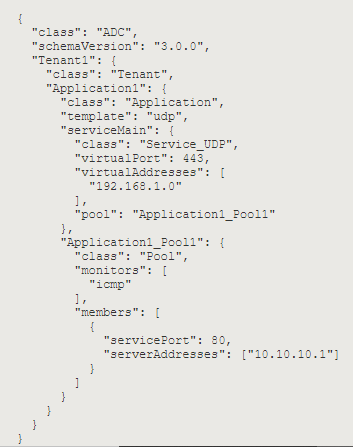 {
  "class": "ADC",
  "schemaVersion": "3.0.0",
  "Tenant1": {
    "class": "Tenant",
    "Application1": {
      "class": "Application",
      "template": "udp",
      "serviceMain": {
        "class": "Service_UDP",
        "virtualPort": 443,
        "virtualAddresses": [
          "192.168.1.0"
        ],
        "pool": "Application1_Pool1"
      },
      "Application1_Pool1": {
        "class": "Pool",
        "monitors": [
          "icmp"
        ],
        "members": [
          {
            "servicePort": 80,
            "serverAddresses": ["10.10.10.1"]
          }
        ]
      }
    }
  }
}